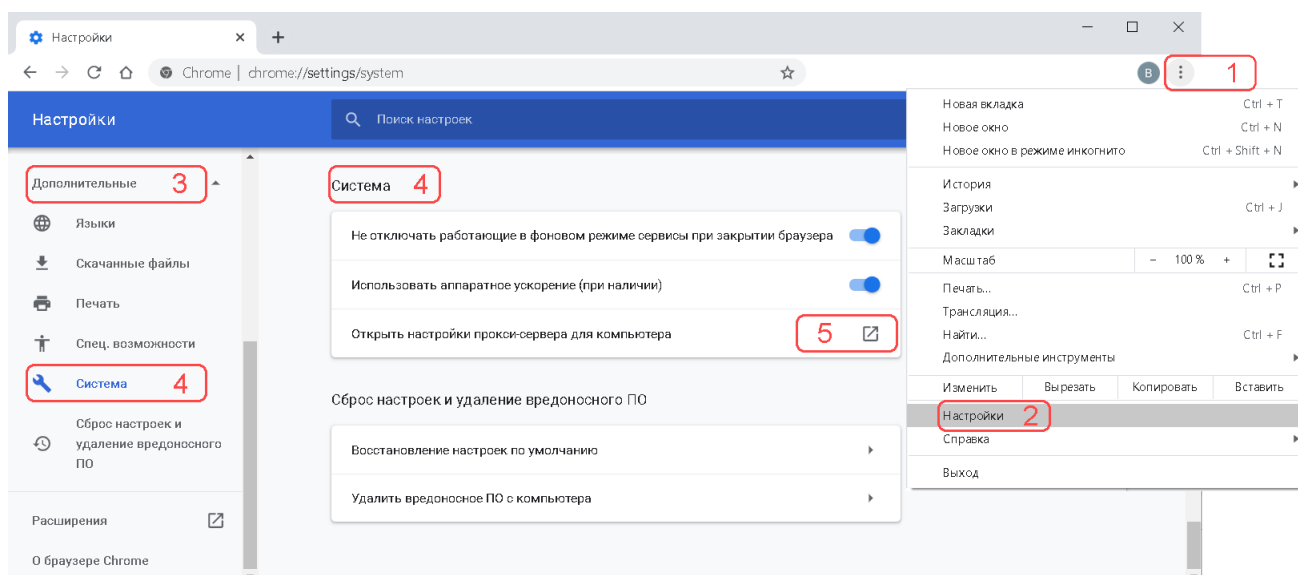 Настройки
Chrome | chrome://settings/system
B
1
Настройки
Поиск настроек
Дополнительные 3
Языки
Скачанные файлы
Печать
Спец. возможности
Система 4
Сброс настроек и
удаление вредоносного
ПО
Расширения
О браузере Chrome
Система 4
Не отключать работающие в фоновом режиме сервисы при закрытии браузера
Использовать аппаратное ускорение (при наличии)
Открыть настройки прокси-сервера для компьютера 5
Сброс настроек и удаление вредоносного ПО
Восстановление настроек по умолчанию
Удалить вредоносное ПО с компьютера
Новая вкладка Ctrl + T
Новое окно Ctrl + N
Новое окно в режиме инкогнито Ctrl + Shift + N
История
Загрузки Ctrl + J
Закладки
Масштаб – 100 % +
Печать... Ctrl + P
Трансляция...
Найти... Ctrl + F
Дополнительные инструменты
Изменить Вырезать Копировать Вставить
Настройки 2
Справка
Выход